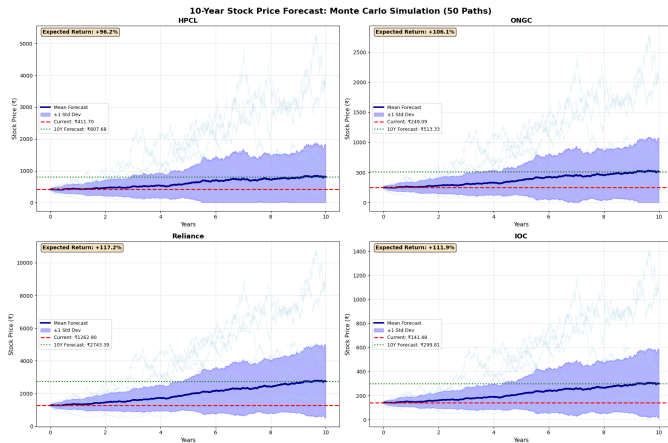 10-Year Stock Price Forecast: Monte Carlo Simulation (50 Paths)
HPCL
Expected Return: +96.2%
Stock Price (₹)
5000
4000
3000
2000
1000
0
Mean Forecast
±1 Std Dev
Current: ₹411.70
10Y Forecast: ₹807.68
0 2 4 6 8 10
Years
ONGC
Expected Return: +106.1%
Stock Price (₹)
2500
2000
1500
1000
500
0
Mean Forecast
±1 Std Dev
Current: ₹249.09
10Y Forecast: ₹513.33
0 2 4 6 8 10
Years
Reliance
Expected Return: +117.2%
Stock Price (₹)
10000
8000
6000
4000
2000
0
Mean Forecast
±1 Std Dev
Current: ₹1262.90
10Y Forecast: ₹2743.39
0 2 4 6 8 10
Years
IOC
Expected Return: +111.9%
Stock Price (₹)
1400
1200
1000
800
600
400
200
0
Mean Forecast
±1 Std Dev
Current: ₹141.48
10Y Forecast: ₹299.81
0 2 4 6 8 10
Years